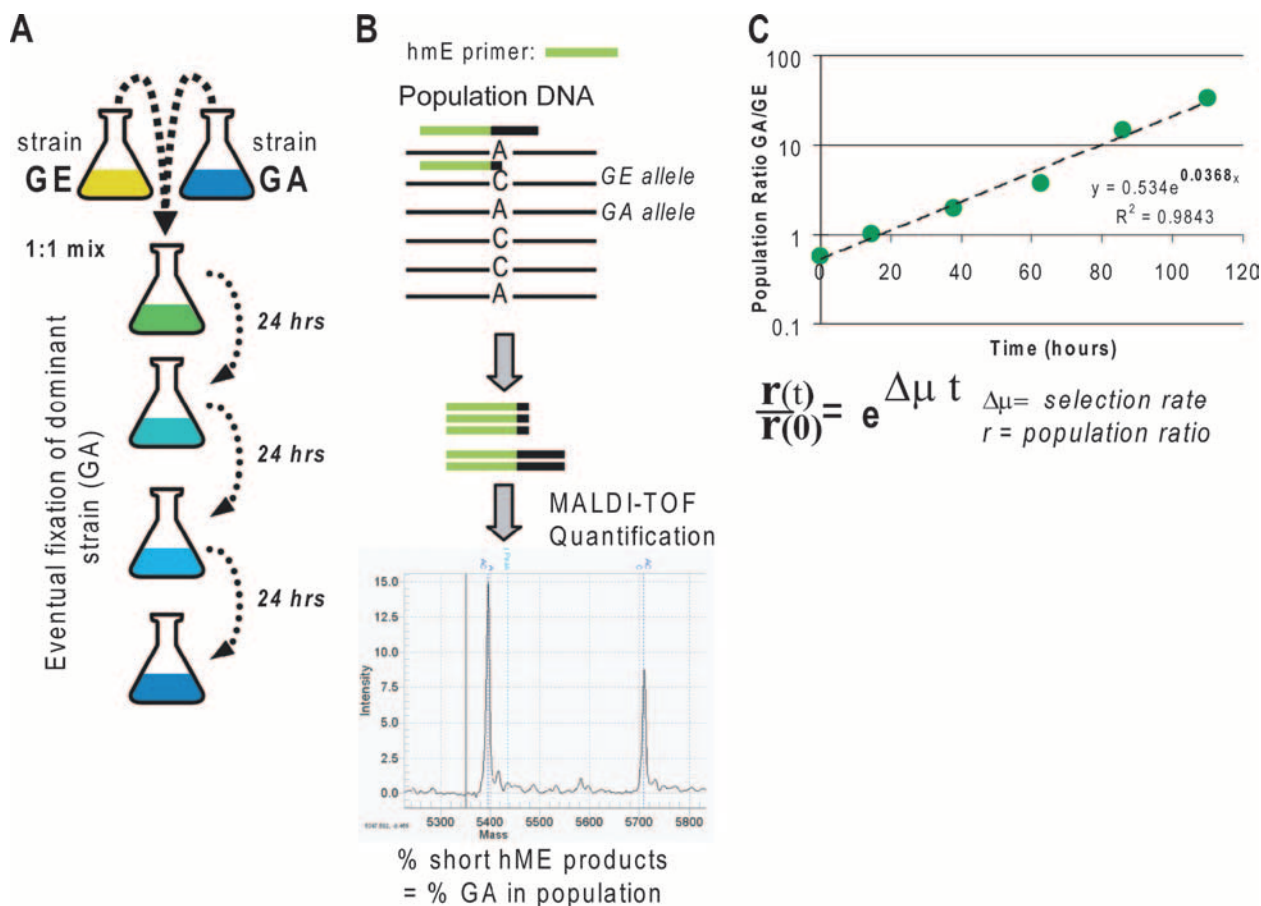 A
strain
GE
strain
GA
1:1 mix
24 hrs
24 hrs
24 hrs
Eventual fixation of dominant
strain (GA)
B
hmE primer:
Population DNA
A
C
GE allele
A
GA allele
C
C
A
MALDI-TOF
Quantification
15.0
12.5
10.0
7.5
5.0
2.5
0.0
Intensity
5300 5400 5500 5600 5700 5800
Mass
% short hME products
= % GA in population
C
Population Ratio GA/GE
100
10
1
0.1
0 20 40 60 80 100 120
y = 0.534e^0.0368x
R² = 0.9843
Time (hours)
r(t)
r(0)
= e^Δμ t
Δμ= selection rate
r = population ratio